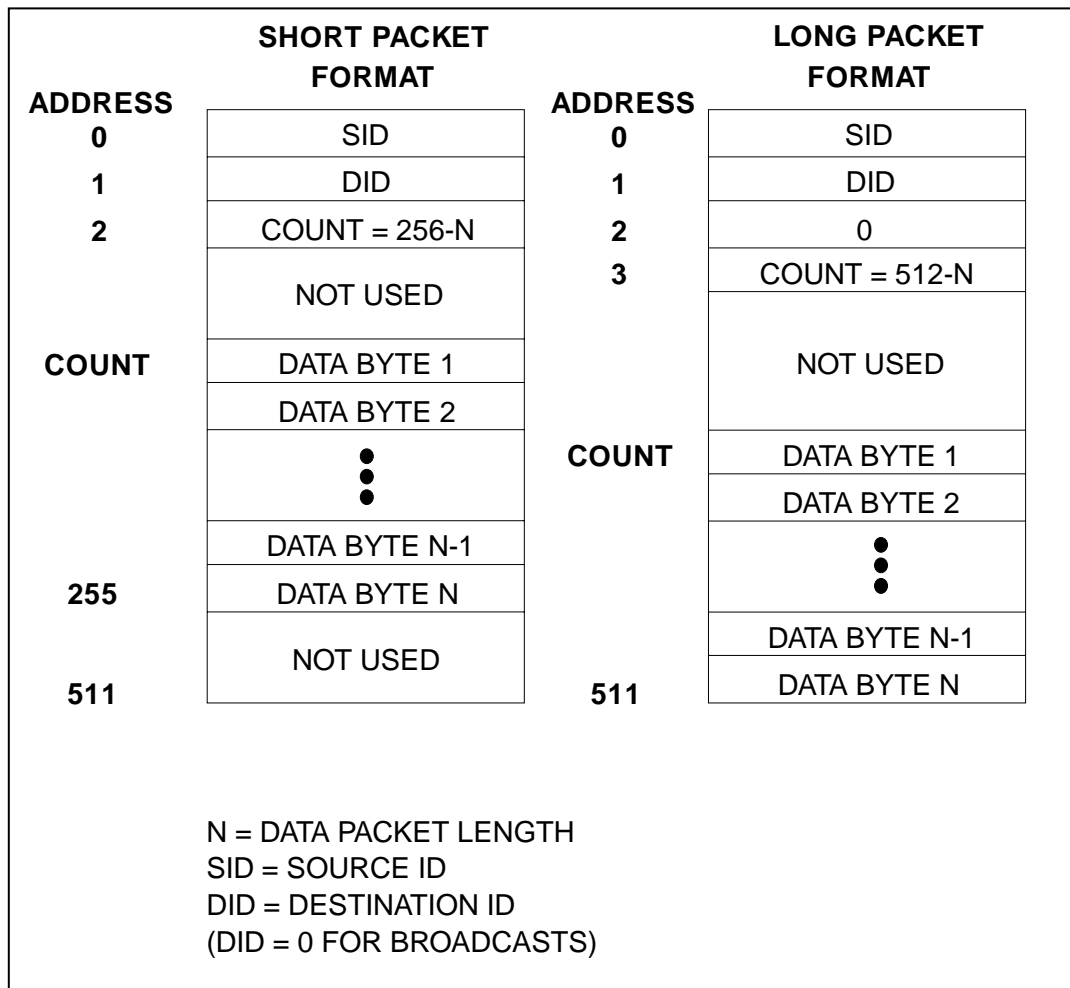 SHORT PACKET
FORMAT
ADDRESS
0
SID
1
DID
2
COUNT = 256-N
NOT USED
COUNT
DATA BYTE 1
DATA BYTE 2
DATA BYTE N-1
255
DATA BYTE N
NOT USED
511
LONG PACKET
FORMAT
ADDRESS
0
SID
1
DID
2
0
3
COUNT = 512-N
NOT USED
COUNT
DATA BYTE 1
DATA BYTE 2
DATA BYTE N-1
511
DATA BYTE N
N = DATA PACKET LENGTH
SID = SOURCE ID
DID = DESTINATION ID
(DID = 0 FOR BROADCASTS)